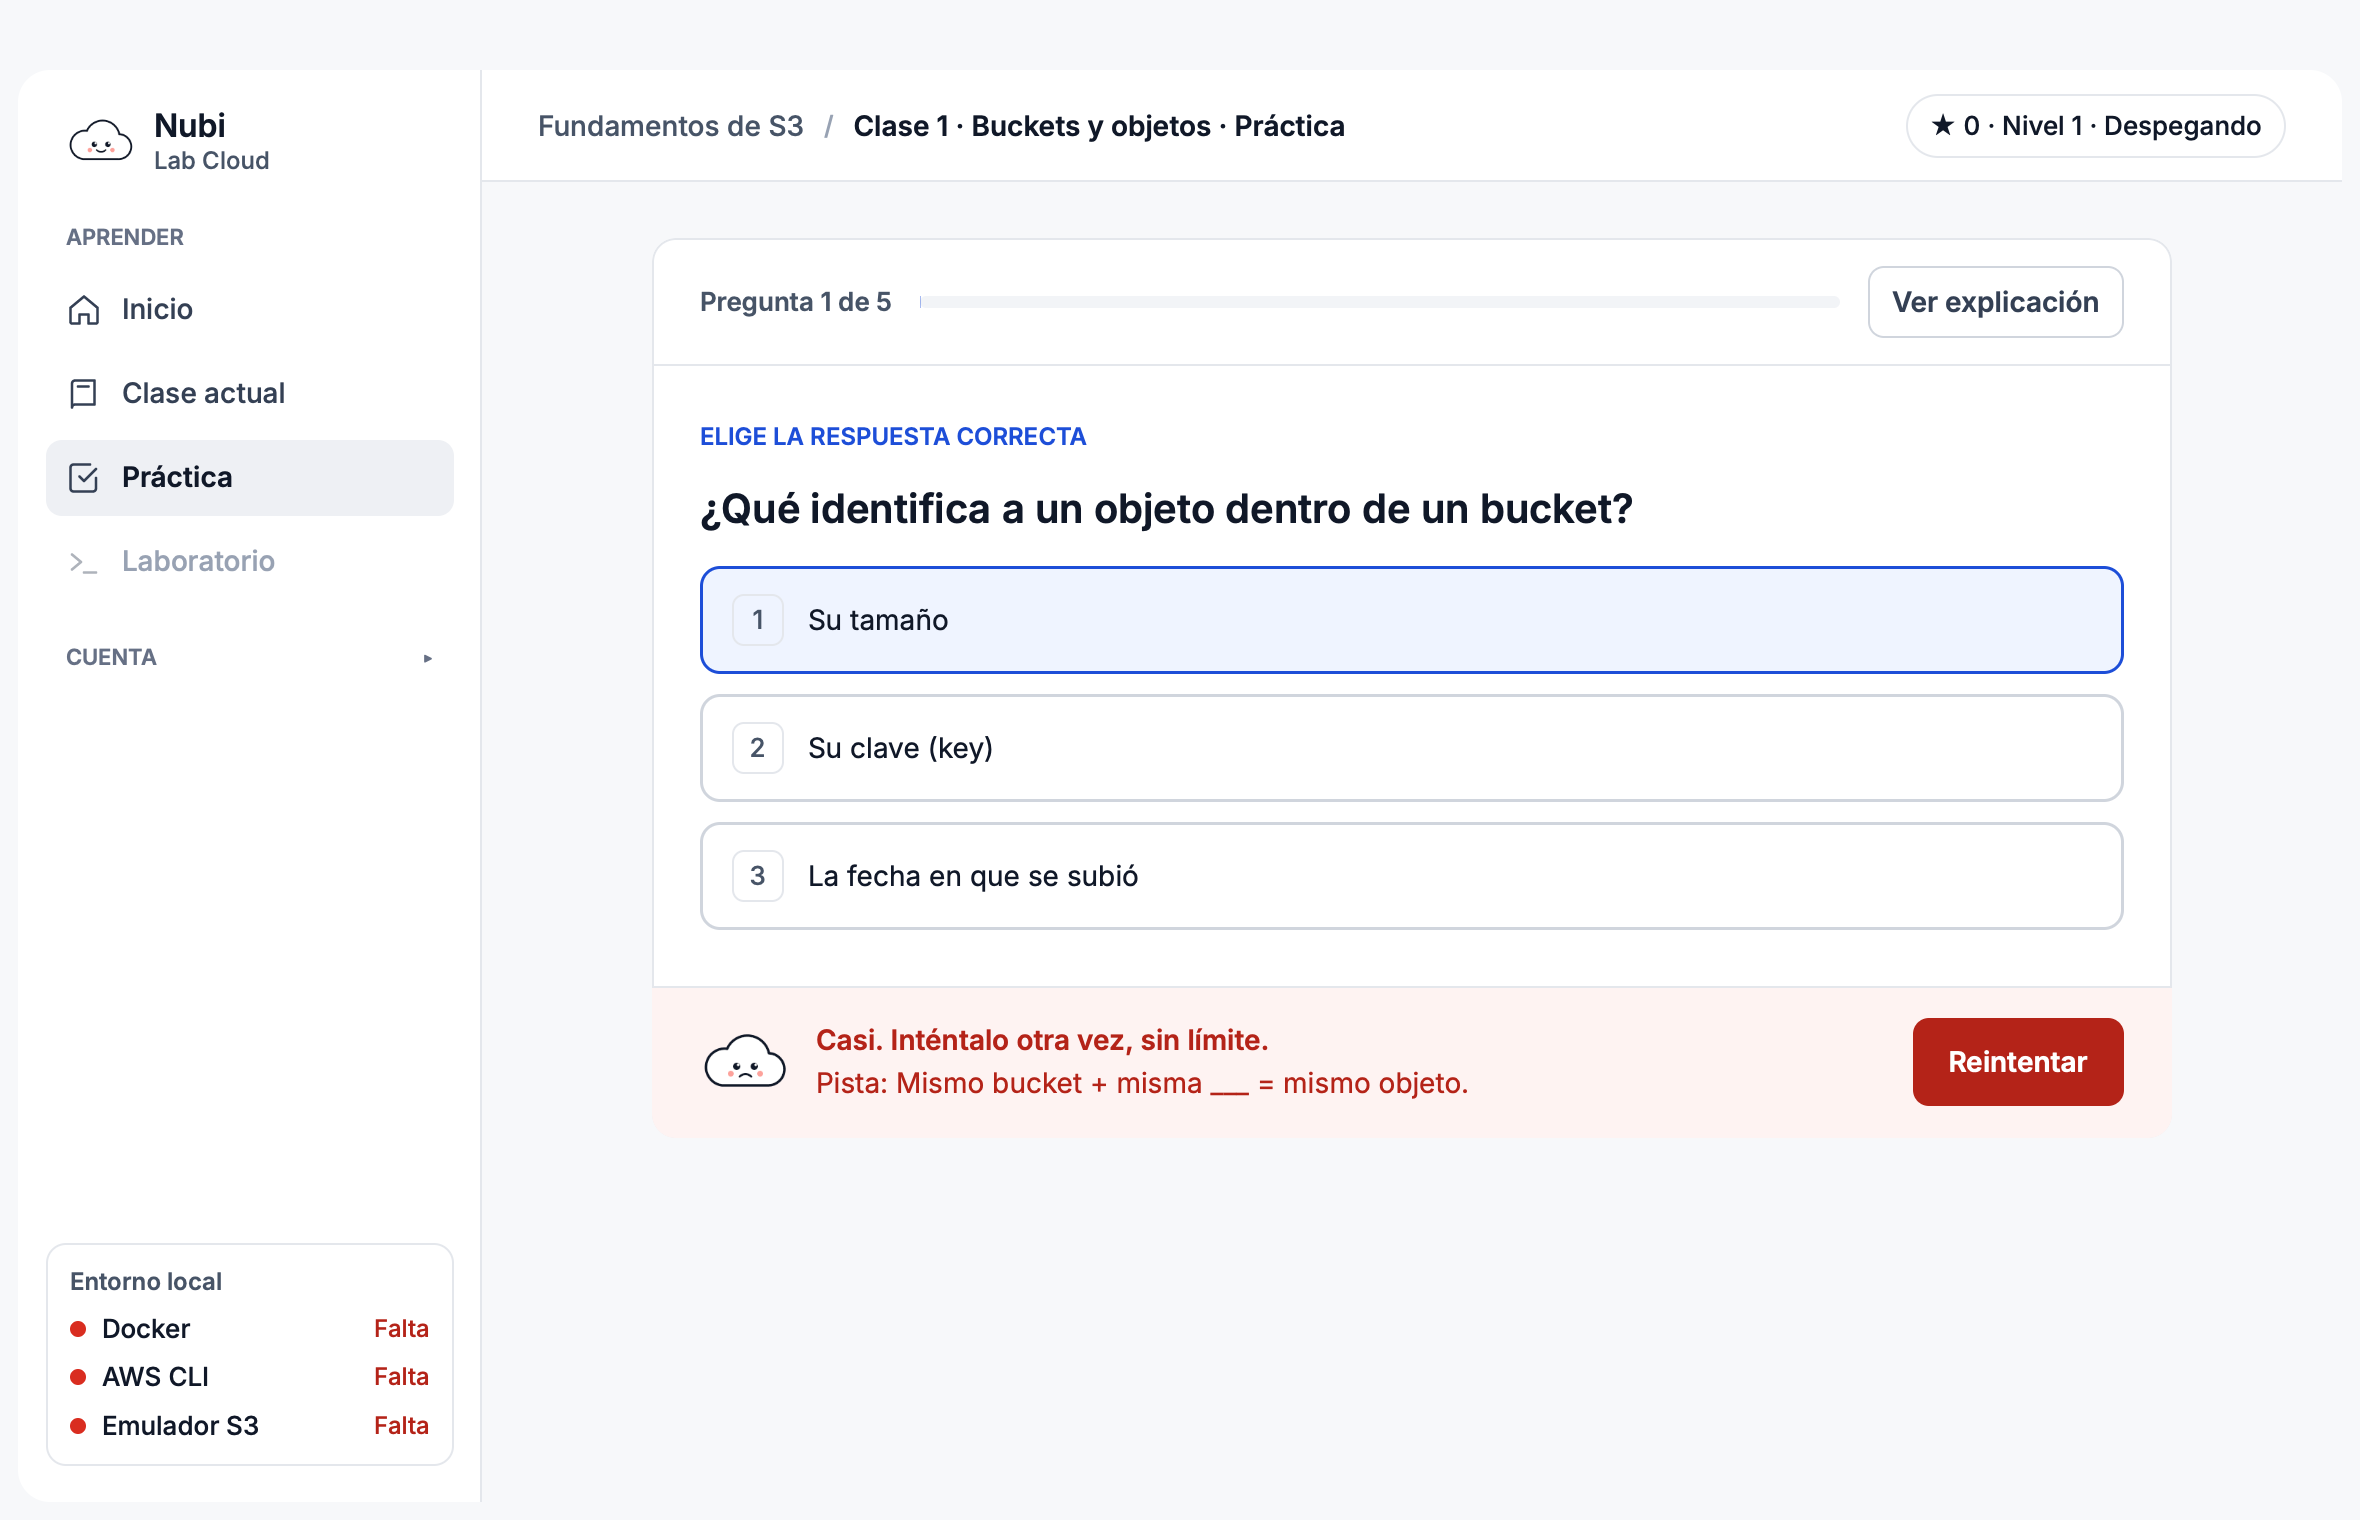 Nubi
Lab Cloud
APRENDER
Inicio
Clase actual
Práctica
Laboratorio
CUENTA
Entorno local
Docker Falta
AWS CLI Falta
Emulador S3 Falta
Fundamentos de S3 / Clase 1 · Buckets y objetos · Práctica
★ 0 · Nivel 1 · Despegando
Pregunta 1 de 5
Ver explicación
ELIGE LA RESPUESTA CORRECTA
¿Qué identifica a un objeto dentro de un bucket?
1 Su tamaño
2 Su clave (key)
3 La fecha en que se subió
Casi. Inténtalo otra vez, sin límite.
Pista: Mismo bucket + misma ___ = mismo objeto.
Reintentar